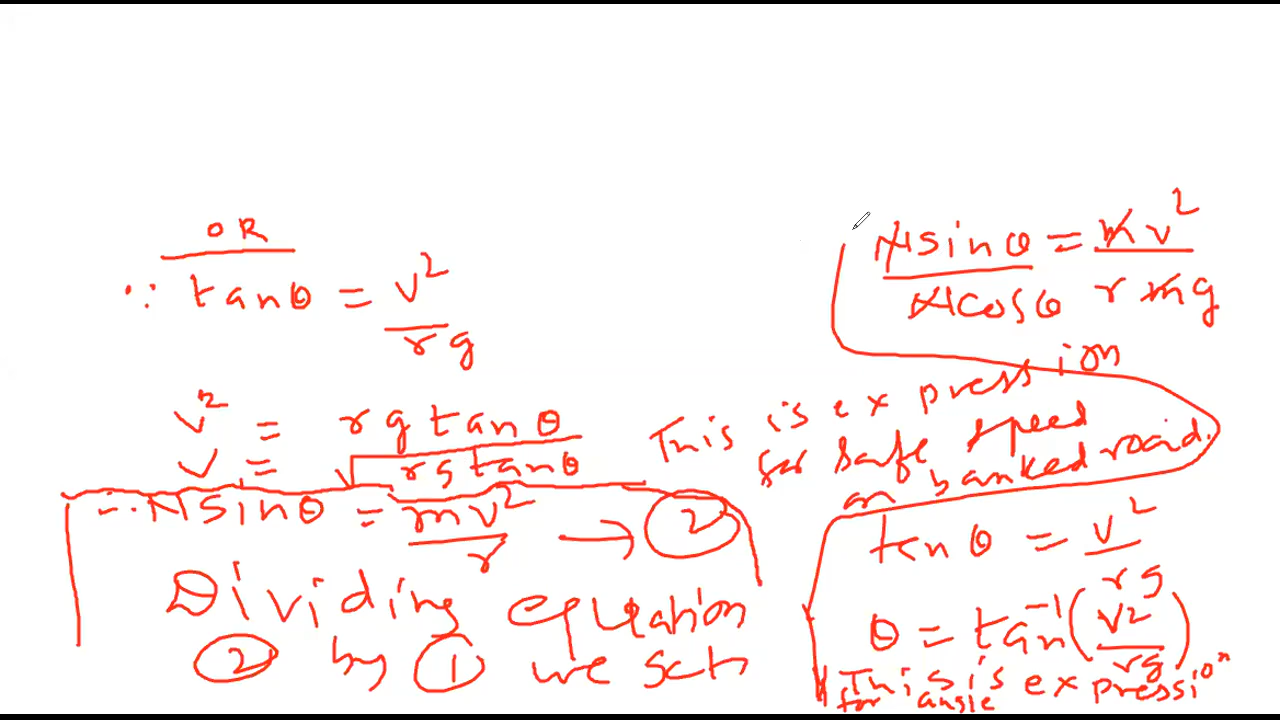 ∴ N sinθ = mv²/r → ②
Dividing equation
② by ① we get
N sinθ / N cosθ = mv² / r mg
tanθ = v²/rg
θ = tan⁻¹(v²/rg)
This is expression
for angle
OR
∵ tanθ = v²/rg
v² = rg tanθ
v = √rg tanθ
This is expression
for safe speed
on banked road.